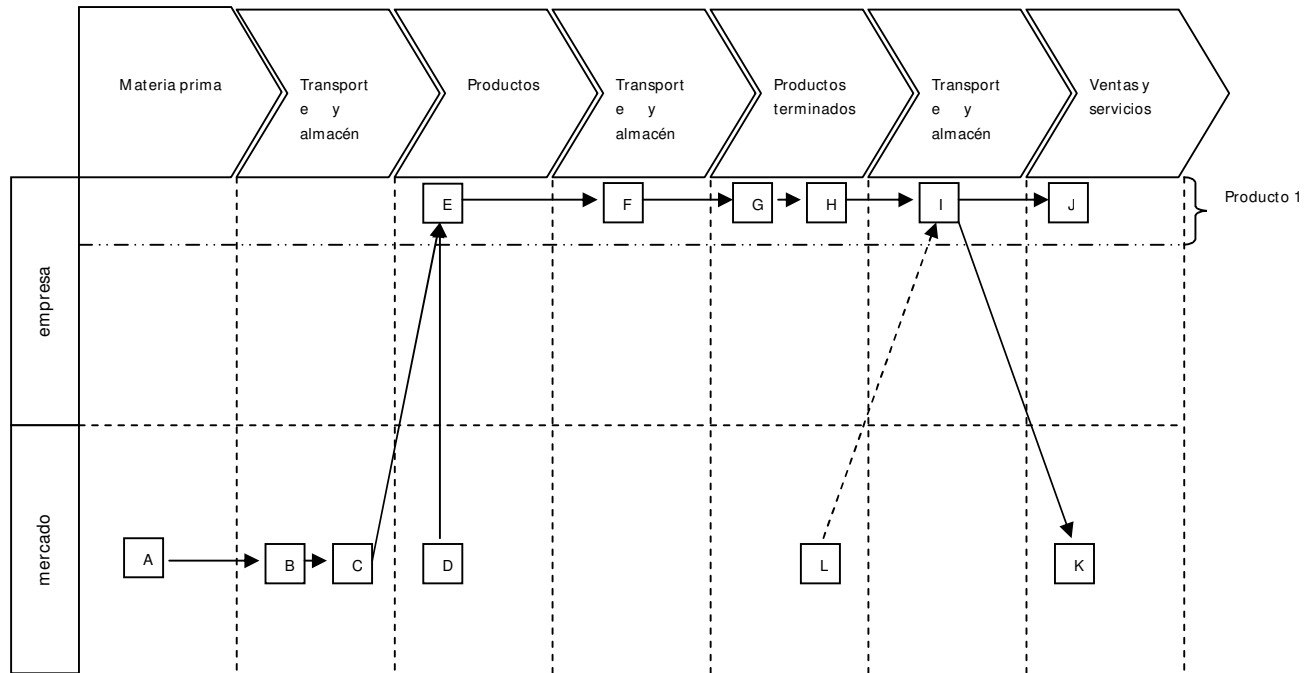 Materia prima
Transport
e y
almacén
Productos
Transport
e y
almacén
Productos
terminados
Transport
e y
almacén
Ventas y
servicios
E
F
G
H
I
J
Producto 1
empresa
mercado
A
B
C
D
L
K